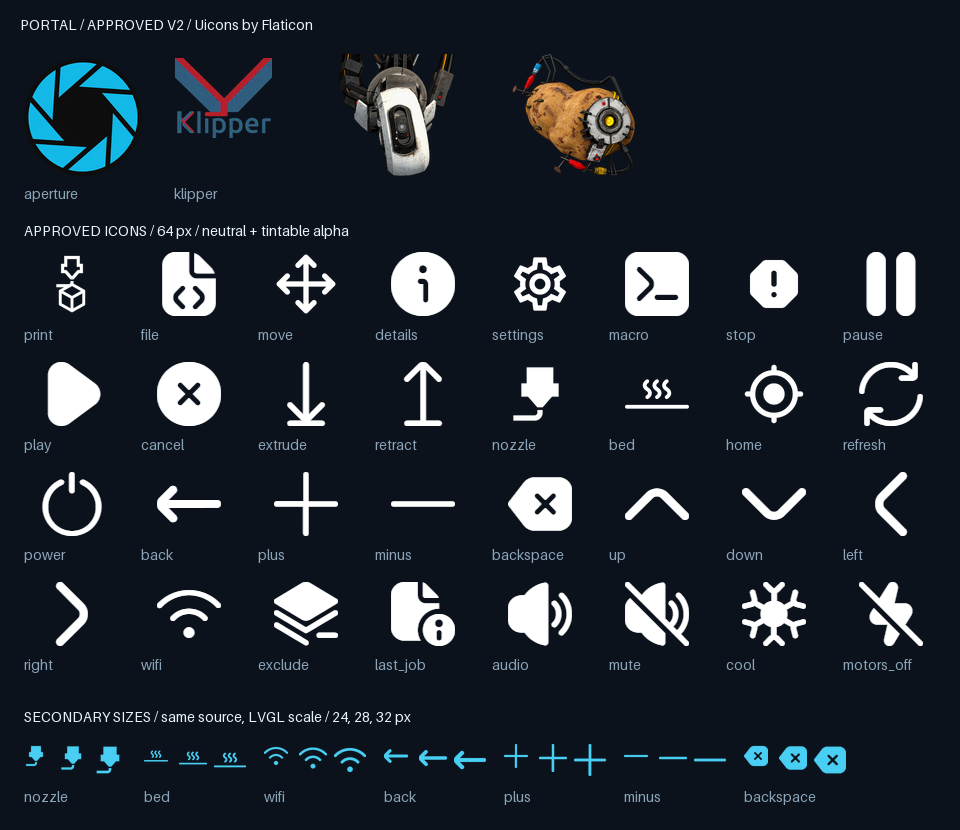 PORTAL / APPROVED V2 / Uicons by Flaticon
Klipper
aperture klipper
APPROVED ICONS / 64 px / neutral + tintable alpha
print file move details settings macro stop pause
play cancel extrude retract nozzle bed home refresh
power back plus minus backspace up down left
right wifi exclude last_job audio mute cool motors_off
SECONDARY SIZES / same source, LVGL scale / 24, 28, 32 px
nozzle bed wifi back plus minus backspace